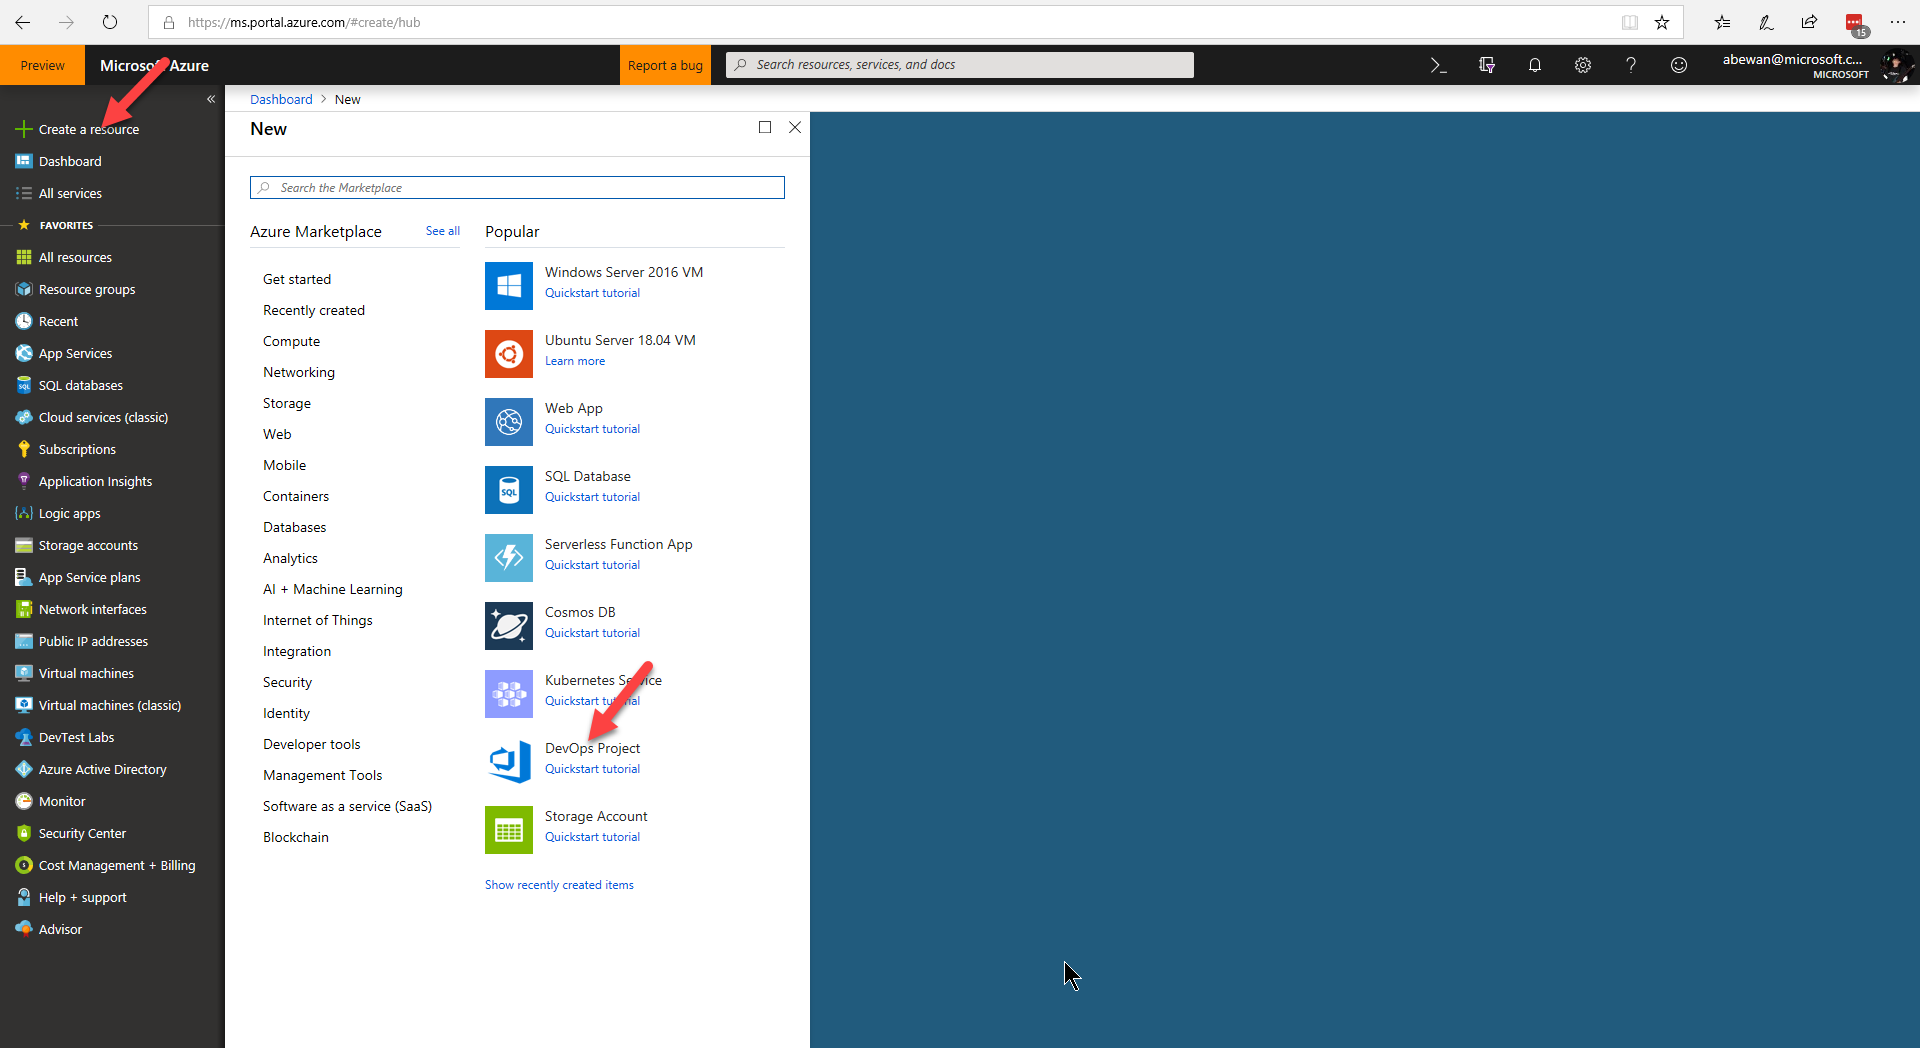 https://ms.portal.azure.com/#create/hub
15
Preview
Microsoft Azure
Report a bug
Search resources, services, and docs
abewan@microsoft.c...
MICROSOFT
Create a resource
Dashboard
All services
FAVORITES
All resources
Resource groups
Recent
App Services
SQL databases
Cloud services (classic)
Subscriptions
Application Insights
Logic apps
Storage accounts
App Service plans
Network interfaces
Public IP addresses
Virtual machines
Virtual machines (classic)
DevTest Labs
Azure Active Directory
Monitor
Security Center
Cost Management + Billing
Help + support
Advisor
Dashboard > New
New
Search the Marketplace
Azure Marketplace
See all
Get started
Recently created
Compute
Networking
Storage
Web
Mobile
Containers
Databases
Analytics
AI + Machine Learning
Internet of Things
Integration
Security
Identity
Developer tools
Management Tools
Software as a service (SaaS)
Blockchain
Popular
Windows Server 2016 VM
Quickstart tutorial
Ubuntu Server 18.04 VM
Learn more
Web App
Quickstart tutorial
SQL
SQL Database
Quickstart tutorial
Serverless Function App
Quickstart tutorial
Cosmos DB
Quickstart tutorial
Kubernetes Service
Quickstart tutorial
DevOps Project
Quickstart tutorial
Storage Account
Quickstart tutorial
Show recently created items